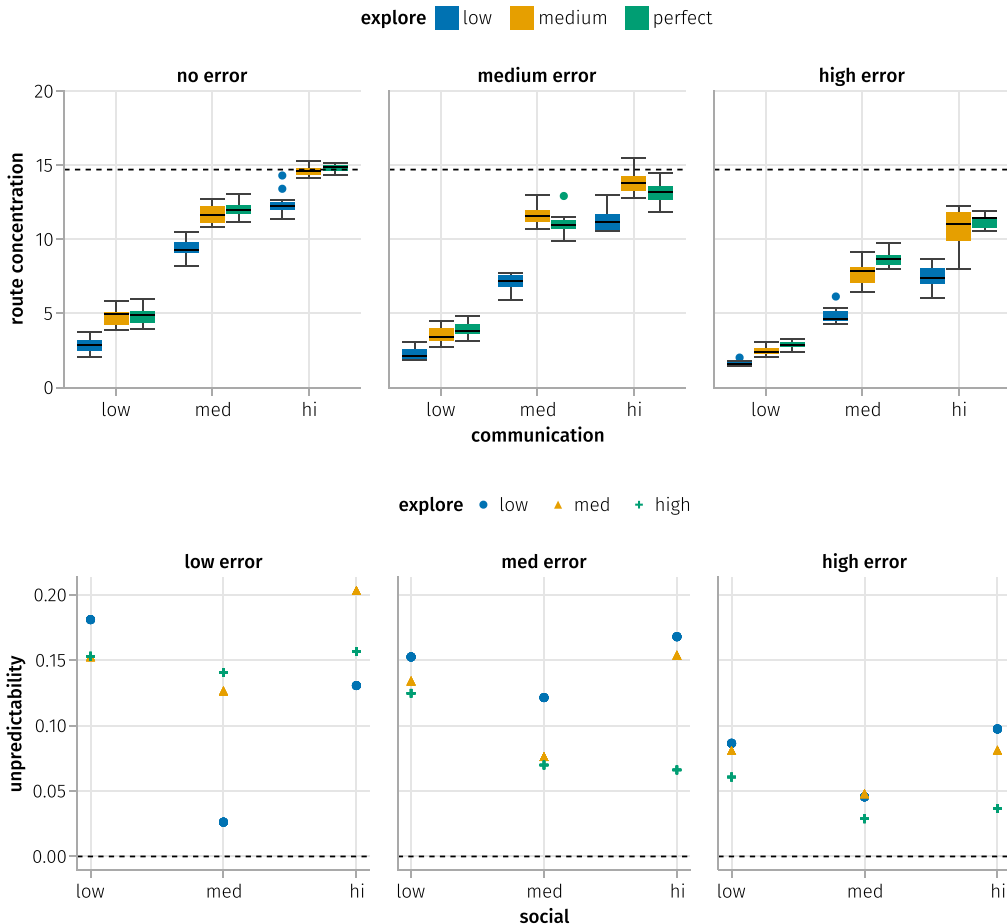 explore low medium perfect
no error medium error high error
route concentration
20
15
10
5
0
low med hi low med hi low med hi
communication
explore low med high
low error med error high error
unpredictability
0.20
0.15
0.10
0.05
0.00
low med hi low med hi low med hi
social